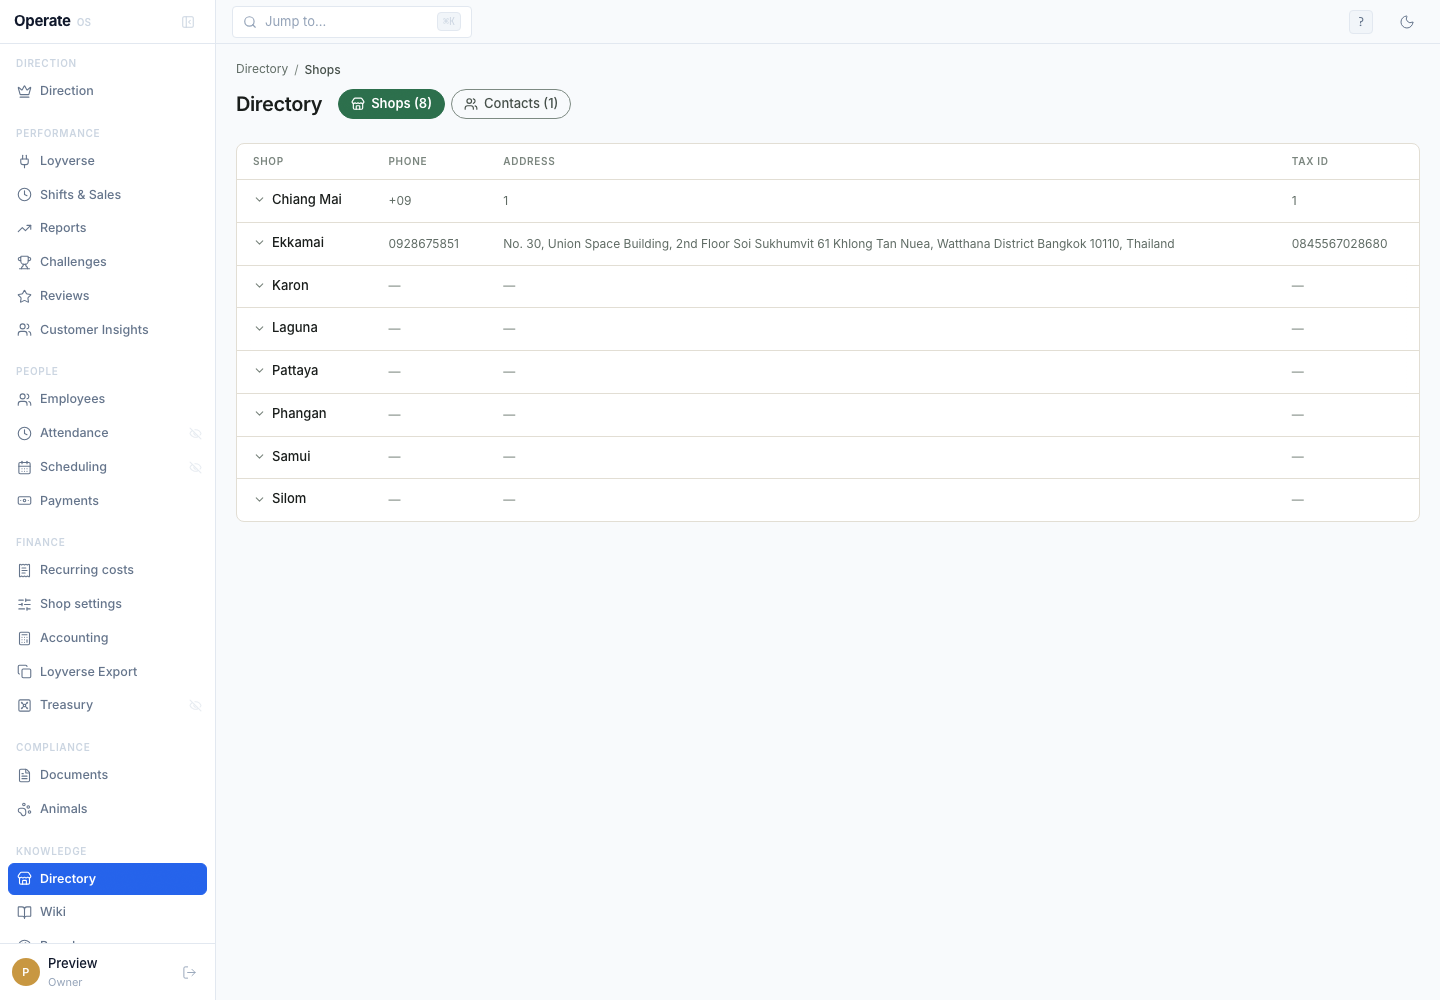 Operate OS
Jump to...
⌘K
?
DIRECTION
Direction
PERFORMANCE
Loyverse
Shifts & Sales
Reports
Challenges
Reviews
Customer Insights
PEOPLE
Employees
Attendance
Scheduling
Payments
FINANCE
Recurring costs
Shop settings
Accounting
Loyverse Export
Treasury
COMPLIANCE
Documents
Animals
KNOWLEDGE
Directory
Wiki
P
Preview
Owner
Directory / Shops
Directory
Shops (8)
Contacts (1)
SHOP PHONE ADDRESS TAX ID
Chiang Mai +09 1 1
Ekkamai 0928675851 No. 30, Union Space Building, 2nd Floor Soi Sukhumvit 61 Khlong Tan Nuea, Watthana District Bangkok 10110, Thailand 0845567028680
Karon — — —
Laguna — — —
Pattaya — — —
Phangan — — —
Samui — — —
Silom — — —